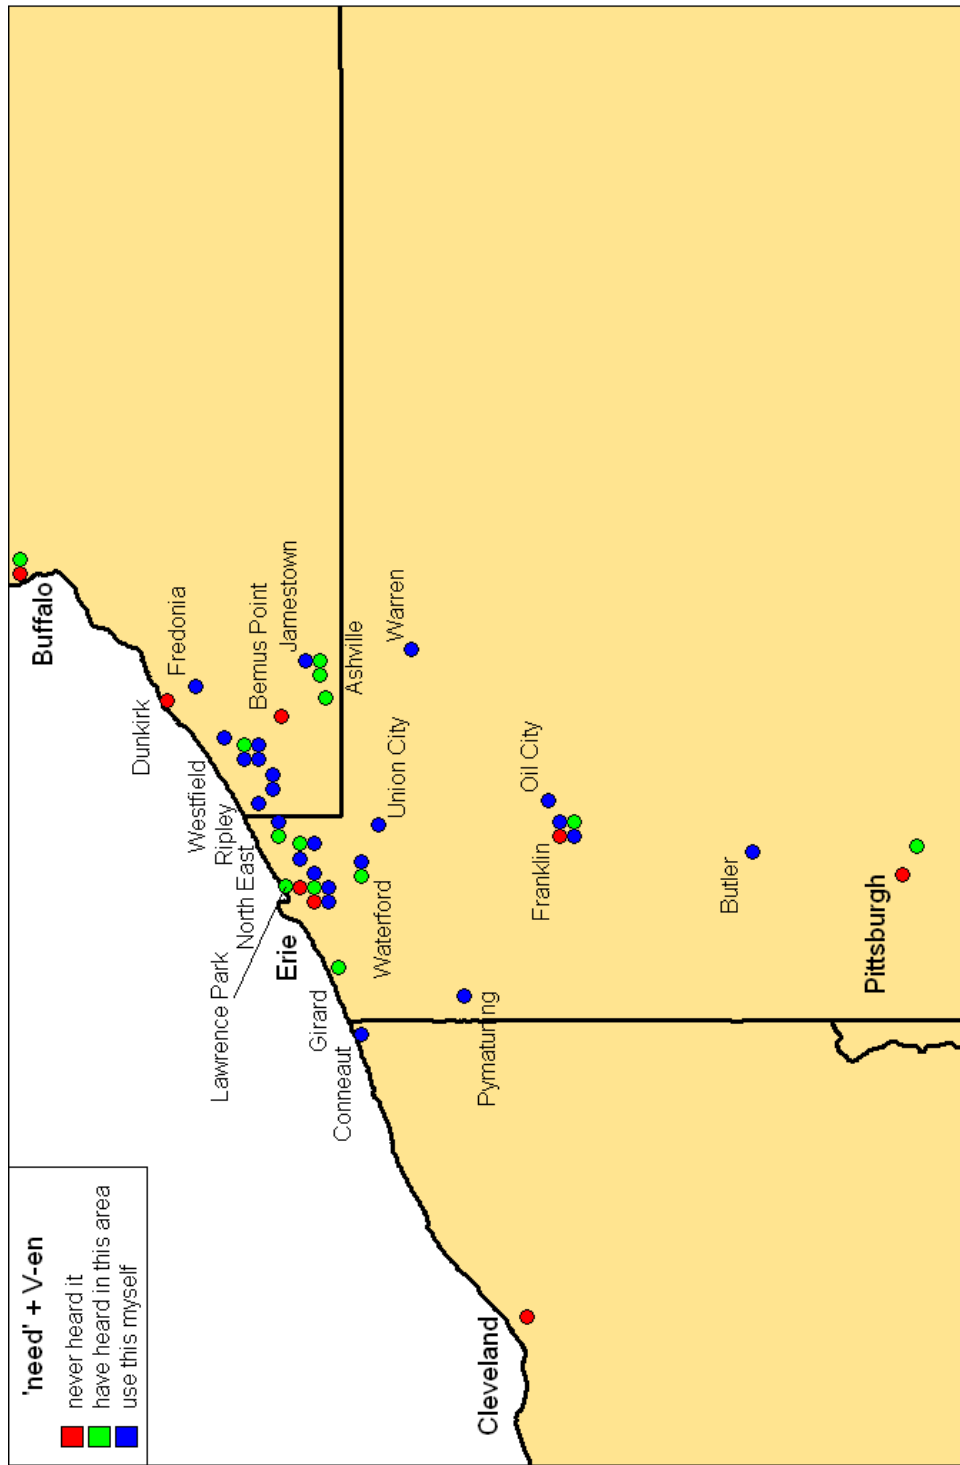 'need' + V-en
never heard it
have heard in this area
use this myself
Buffalo
Dunkirk
Fredonia
Westfield
Bemus Point
Jamestown
Ripley
Ashville
North East
Lawrence Park
Erie
Warren
Union City
Waterford
Girard
Conneaut
Pymatuning
Oil City
Franklin
Cleveland
Butler
Pittsburgh